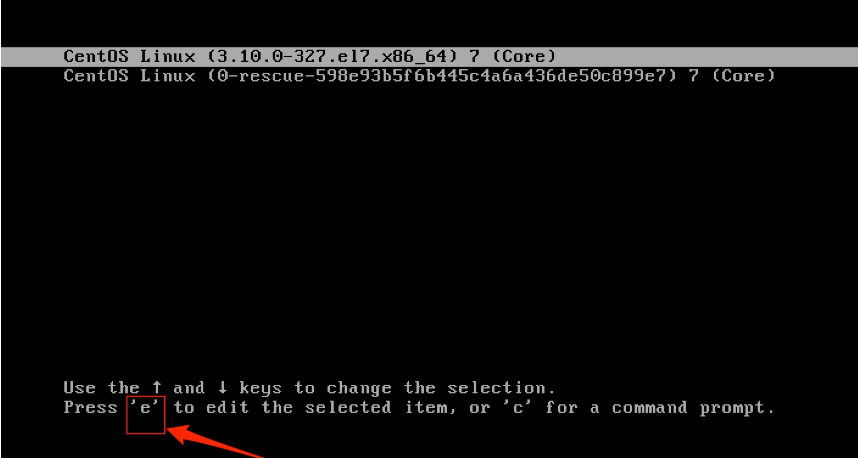 CentOS Linux (3.10.0-327.el7.x86_64) 7 (Core)
CentOS Linux (0-rescue-598e93b5f6b445c4a6a436de50c899e7) 7 (Core)
Use the ↑ and ↓ keys to change the selection.
Press 'e' to edit the selected item, or 'c' for a command prompt.